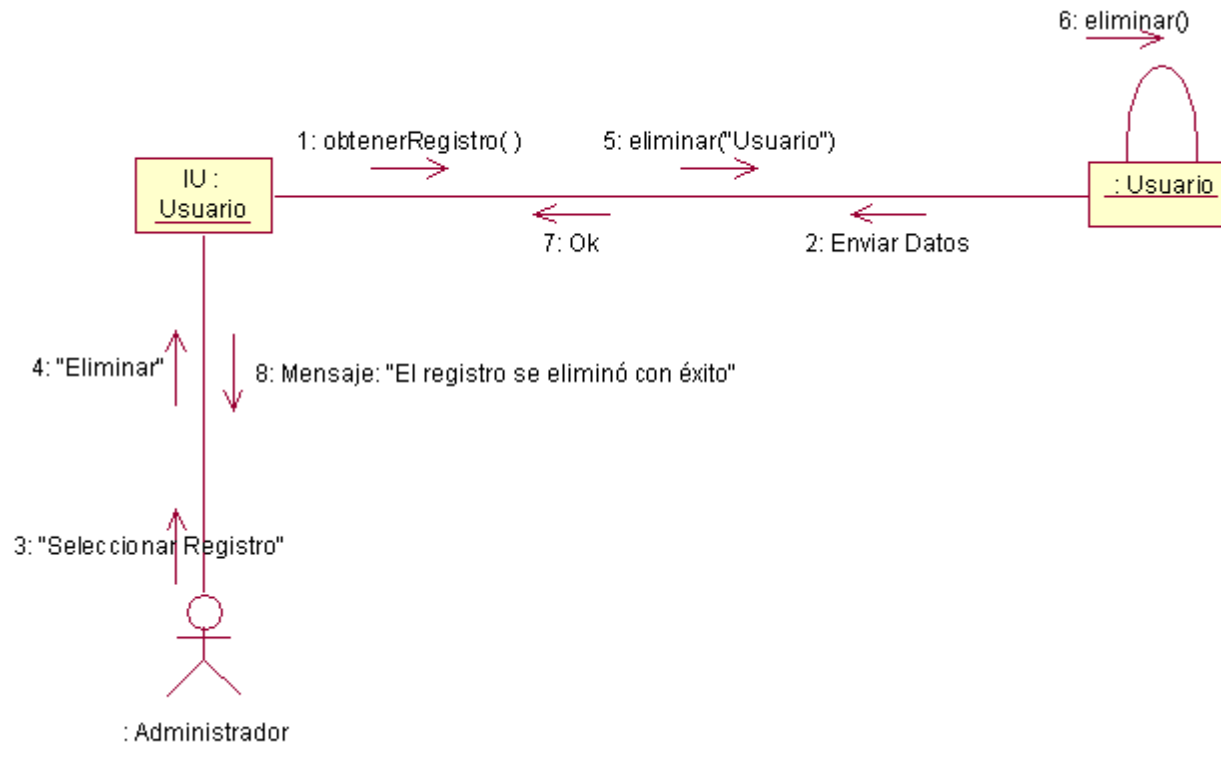 6: eliminar()
1: obtenerRegistro( )
5: eliminar("Usuario")
IU :
Usuario
: Usuario
7: Ok
2: Enviar Datos
4: "Eliminar"
8: Mensaje: "El registro se eliminó con éxito"
3: "Seleccionar Registro"
: Administrador